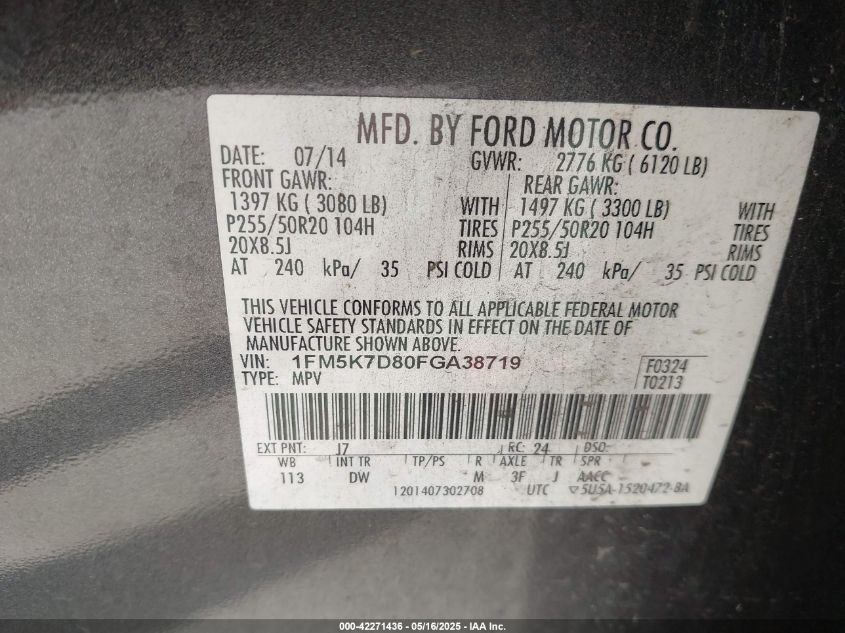 MFD. BY FORD MOTOR CO.
DATE: 07/14 GVWR: 2776 KG ( 6120 LB)
FRONT GAWR: REAR GAWR:
1397 KG ( 3080 LB) WITH 1497 KG ( 3300 LB) WITH
P255/50R20 104H TIRES P255/50R20 104H TIRES
20X8.5J RIMS 20X8.5J RIMS
AT 240 kPa/ 35 PSI COLD AT 240 kPa/ 35 PSI COLD
THIS VEHICLE CONFORMS TO ALL APPLICABLE FEDERAL MOTOR
VEHICLE SAFETY STANDARDS IN EFFECT ON THE DATE OF
MANUFACTURE SHOWN ABOVE.
VIN: 1FM5K7D80FGA38719 F0324
TYPE: MPV T0213
EXT PNT: J7 RC: 24 DSO:
WB INT TR TP/PS R AXLE TR SPR
113 DW M 3F J AACC
1201407302708 UTC ▽5U5A-1520472-BA
000-42271436 - 05/16/2025 - IAA Inc.